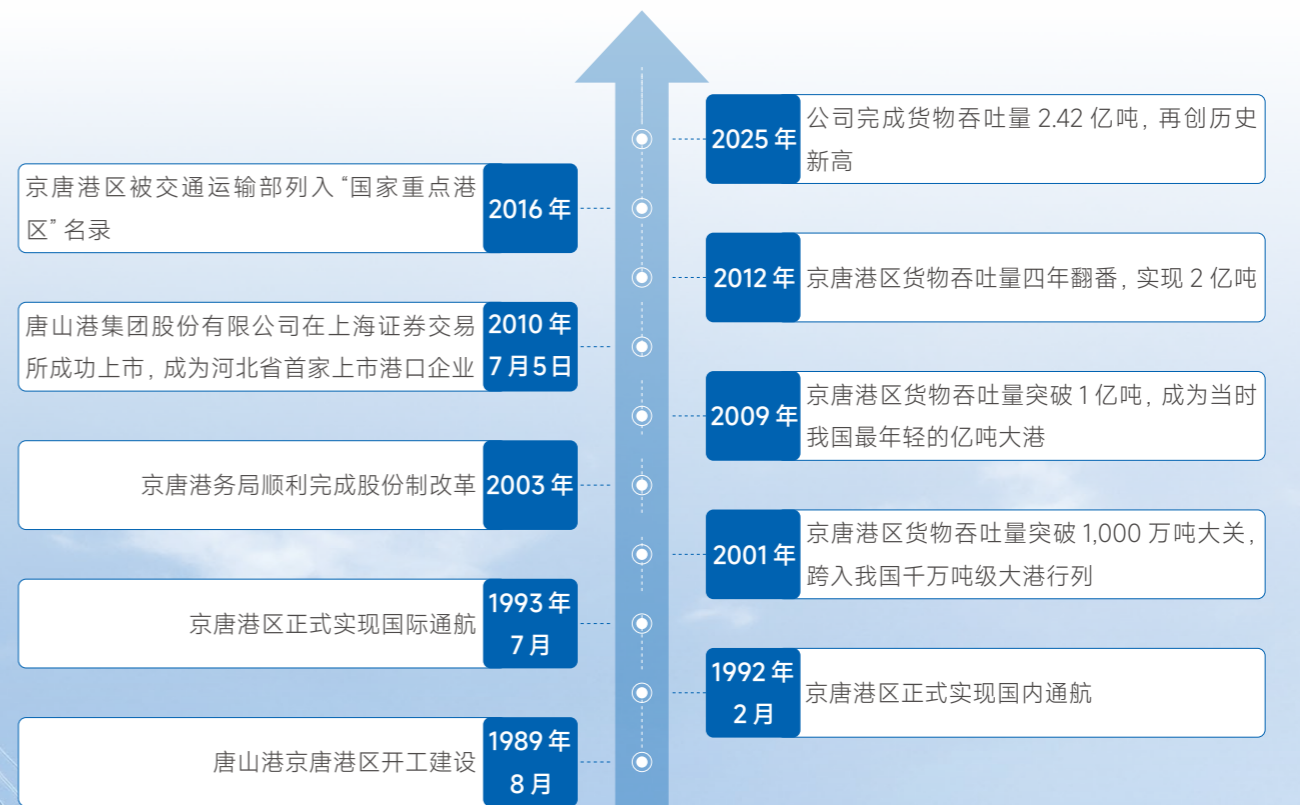 2025 年
公司完成货物吞吐量 2.42 亿吨，再创历史
新高
京唐港区被交通运输部列入“国家重点港
区”名录
2016 年
2012 年
京唐港区货物吞吐量四年翻番，实现 2 亿吨
唐山港集团股份有限公司在上海证券交易
所成功上市，成为河北省首家上市港口企业
2010 年
7 月 5 日
2009 年
京唐港区货物吞吐量突破 1 亿吨，成为当时
我国最年轻的亿吨大港
京唐港务局顺利完成股份制改革
2003 年
2001 年
京唐港区货物吞吐量突破 1,000 万吨大关，
跨入我国千万吨级大港行列
京唐港区正式实现国际通航
1993 年
7 月
1992 年
2 月
京唐港区正式实现国内通航
唐山港京唐港区开工建设
1989 年
8 月